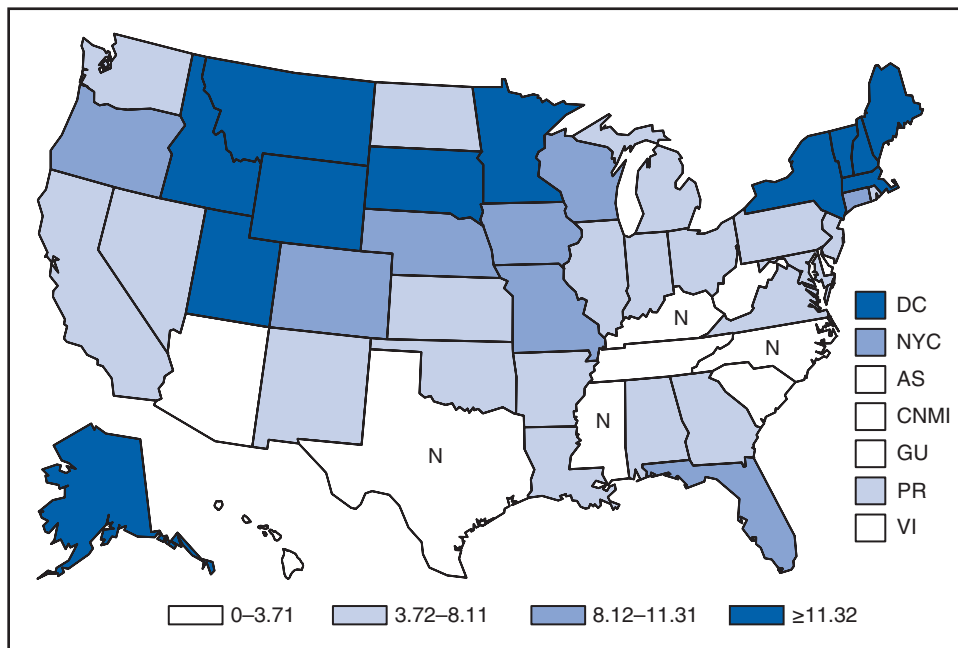 N
N
N
N
DC
NYC
AS
CNMI
GU
PR
VI
0–3.71
3.72–8.11
8.12–11.31
≥11.32